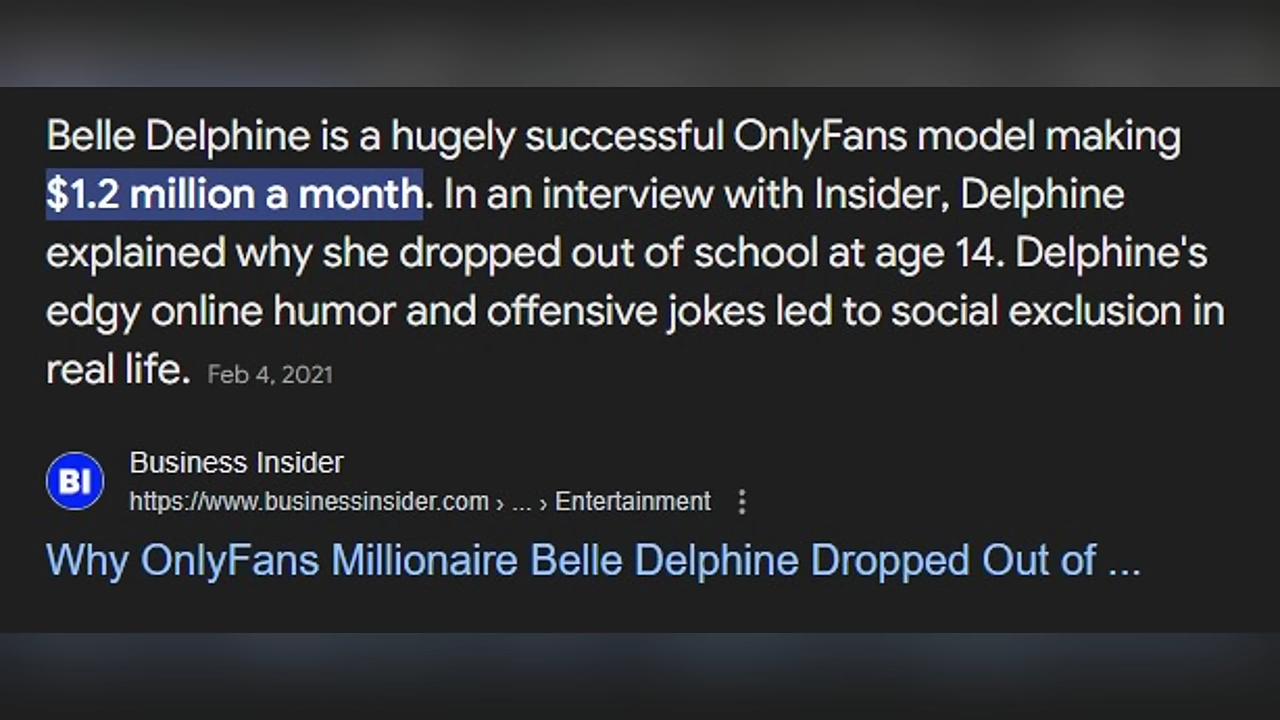 Belle Delphine is a hugely successful OnlyFans model making
$1.2 million a month. In an interview with Insider, Delphine
explained why she dropped out of school at age 14. Delphine's
edgy online humor and offensive jokes led to social exclusion in
real life. Feb 4, 2021
BI
Business Insider
https://www.businessinsider.com › ... › Entertainment
Why OnlyFans Millionaire Belle Delphine Dropped Out of ...